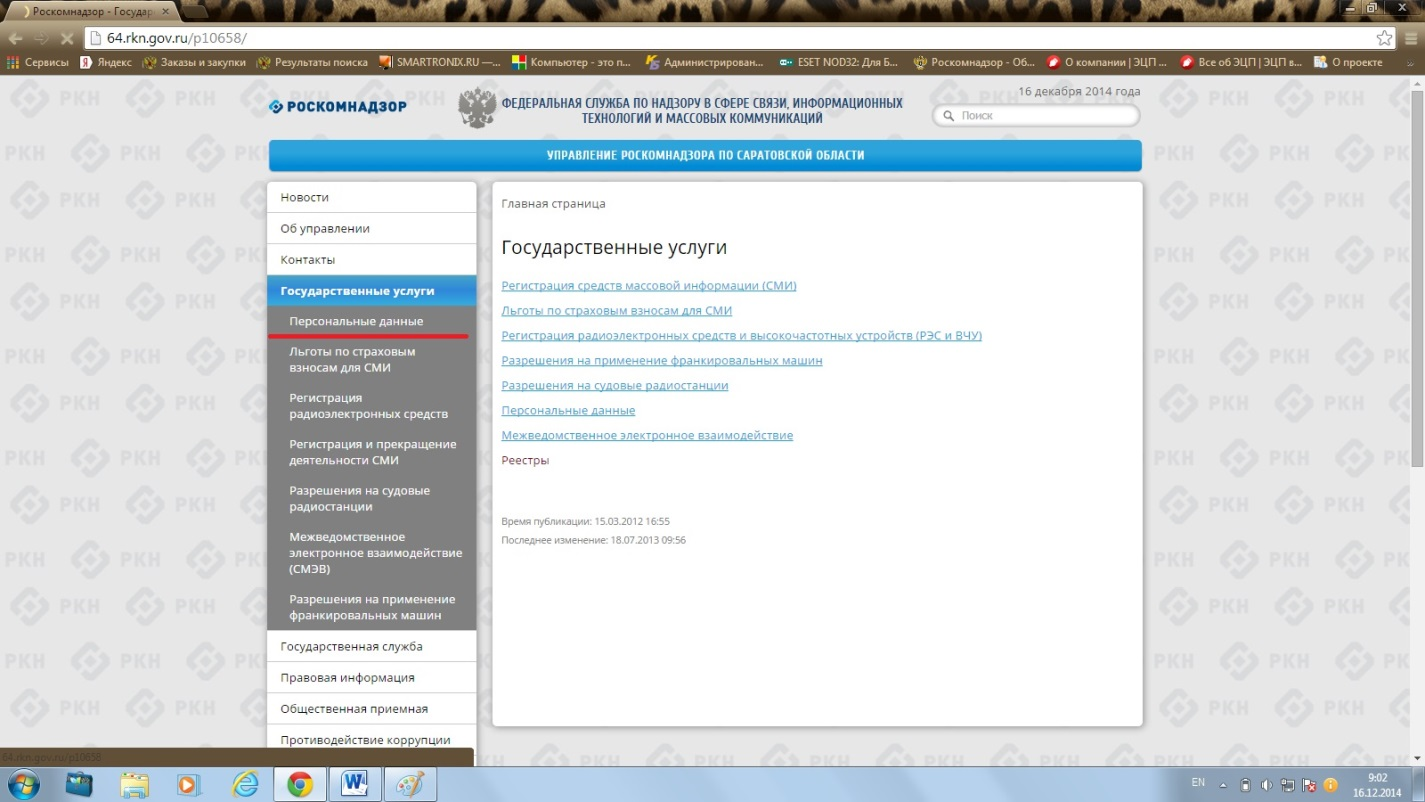 Роскомнадзор - Государ
64.rkn.gov.ru/p10658/
Сервисы Яндекс Заказы и закупки Результаты поиска SMARTRONIX.RU —... Компьютер - это п... Администрирован... ESET NOD32: Для Б... Роскомнадзор - Об... О компании | ЭЦП ... Все об ЭЦП | ЭЦП в... О проекте
16 декабря 2014 года
РОСКОМНАДЗОР
ФЕДЕРАЛЬНАЯ СЛУЖБА ПО НАДЗОРУ В СФЕРЕ СВЯЗИ, ИНФОРМАЦИОННЫХ
ТЕХНОЛОГИЙ И МАССОВЫХ КОММУНИКАЦИЙ
Поиск
УПРАВЛЕНИЕ РОСКОМНАДЗОРА ПО САРАТОВСКОЙ ОБЛАСТИ
Новости
Об управлении
Контакты
Государственные услуги
Персональные данные
Льготы по страховым
взносам для СМИ
Регистрация
радиоэлектронных средств
Регистрация и прекращение
деятельности СМИ
Разрешения на судовые
радиостанции
Межведомственное
электронное взаимодействие
(СМЭВ)
Разрешения на применение
франкировальных машин
Государственная служба
Правовая информация
Общественная приемная
Противодействие коррупции
Главная страница
Государственные услуги
Регистрация средств массовой информации (СМИ)
Льготы по страховым взносам для СМИ
Регистрация радиоэлектронных средств и высокочастотных устройств (РЭС и ВЧУ)
Разрешения на применение франкировальных машин
Разрешения на судовые радиостанции
Персональные данные
Межведомственное электронное взаимодействие
Реестры
Время публикации: 15.03.2012 16:55
Последнее изменение: 18.07.2013 09:56
64.rkn.gov.ru/p10658
EN
9:02
16.12.2014